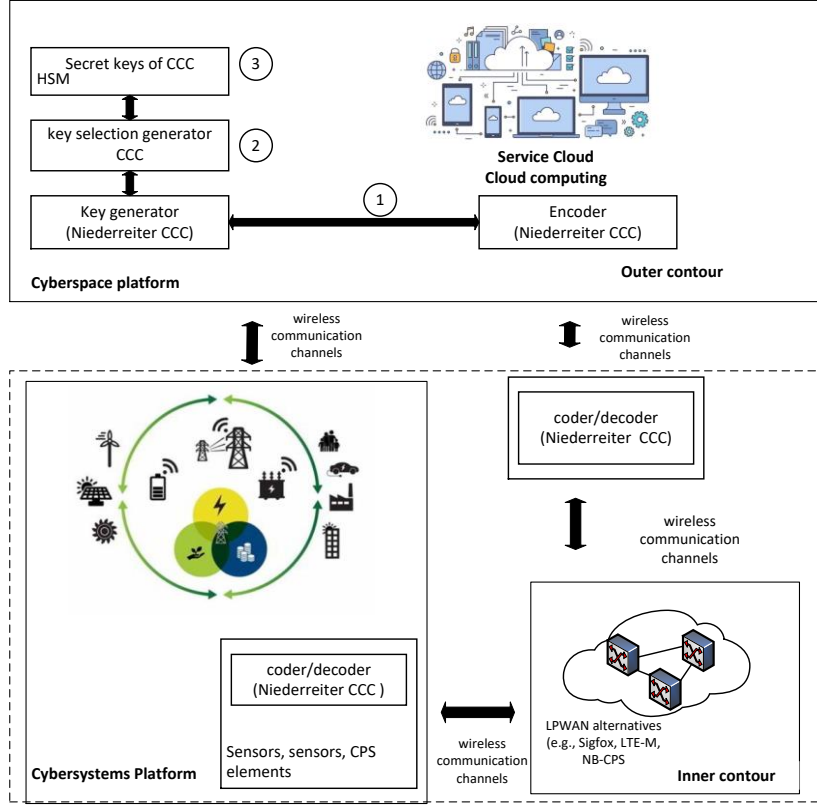 Secret keys of CCC
HSM
3
key selection generator
CCC
2
Service Cloud
Cloud computing
Key generator
(Niederreiter CCC)
1
Encoder
(Niederreiter CCC)
Cyberspace platform
Outer contour
wireless
communication
channels
wireless
communication
channels
coder/decoder
(Niederreiter CCC)
wireless
communication
channels
coder/decoder
(Niederreiter CCC )
Sensors, sensors, CPS
elements
Cybersystems Platform
wireless
communication
channels
LPWAN alternatives
(e.g., Sigfox, LTE-M,
NB-CPS
Inner contour